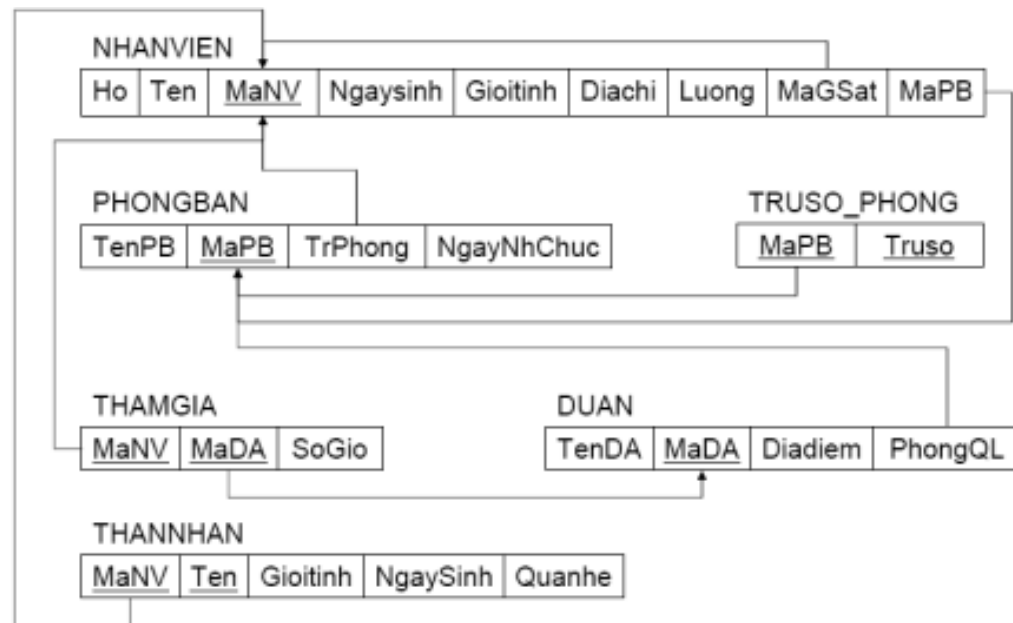 NHANVIEN
Ho Ten MaNV Ngaysinh Gioitinh Diachi Luong MaGSat MaPB
PHONGBAN
TenPB MaPB TrPhong NgayNhChuc
TRUSO_PHONG
MaPB Truso
THAMGIA
MaNV MaDA SoGio
DUAN
TenDA MaDA Diadiem PhongQL
THANNHAN
MaNV Ten Gioitinh NgaySinh Quanhe